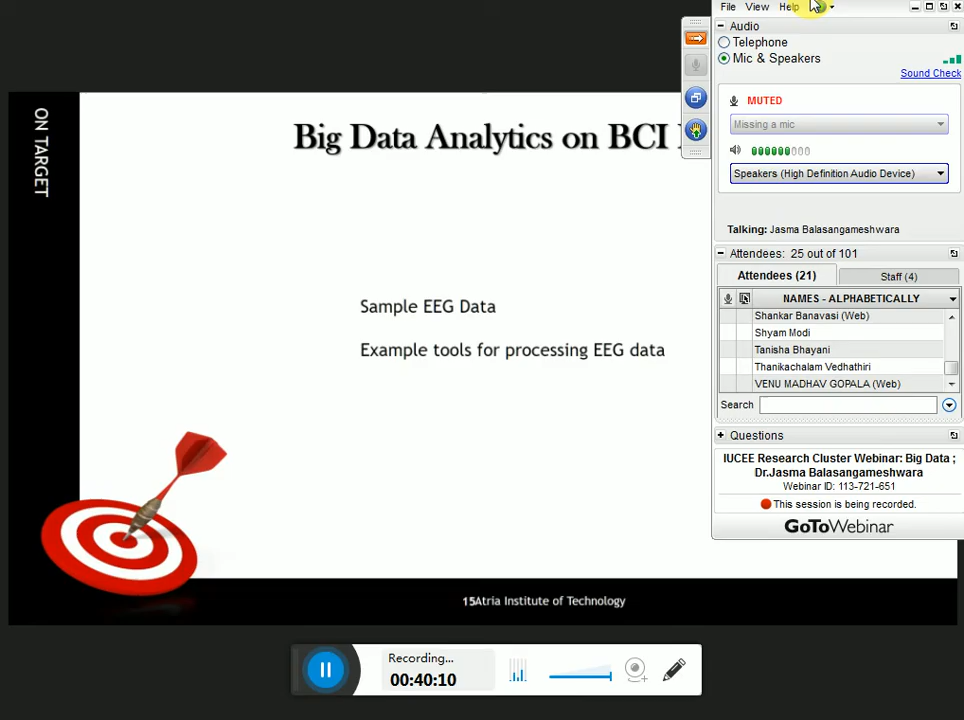 File View Help
Audio
Telephone
Mic & Speakers
Sound Check
MUTED
Missing a mic
Speakers (High Definition Audio Device)
Talking: Jasma Balasangameshwara
Attendees: 25 out of 101
Attendees (21) Staff (4)
NAMES - ALPHABETICALLY
Shankar Banavasi (Web)
Shyam Modi
Tanisha Bhayani
Thanikachalam Vedhathiri
VENU MADHAV GOPALA (Web)
Search
Questions
IUCEE Research Cluster Webinar: Big Data ;
Dr.Jasma Balasangameshwara
Webinar ID: 113-721-651
This session is being recorded.
GoToWebinar
ON TARGET
Big Data Analytics on BCI
Sample EEG Data
Example tools for processing EEG data
15Atria Institute of Technology
Recording...
00:40:10